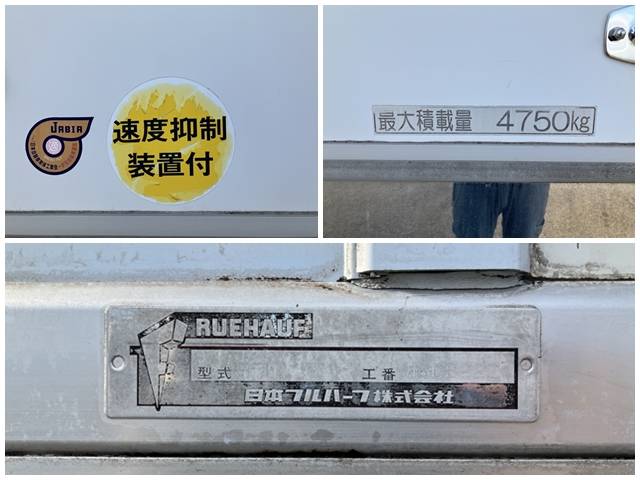 JABIA
速度抑制
装置付
最大積載量 4750kg
RUEHAUF
型式 工番
日本フルハーフ株式会社